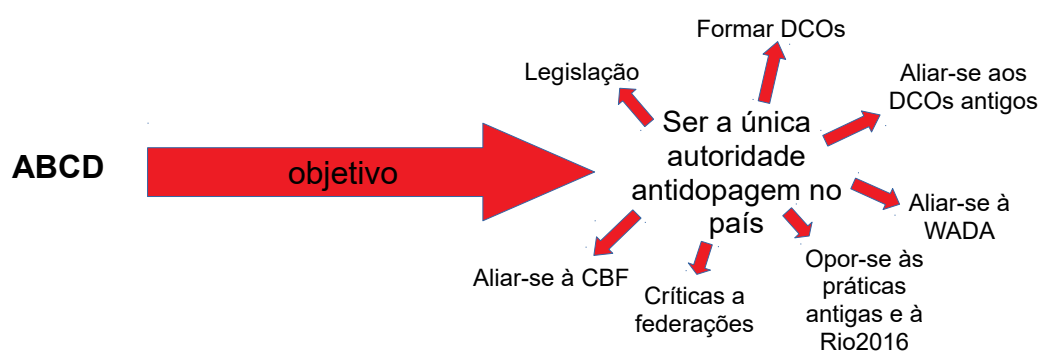 ABCD
objetivo
Ser a única
autoridade
antidopagem no
país
Legislação
Formar DCOs
Aliar-se aos
DCOs antigos
Aliar-se à
WADA
Opor-se às
práticas
antigas e à
Rio2016
Críticas a
federações
Aliar-se à CBF